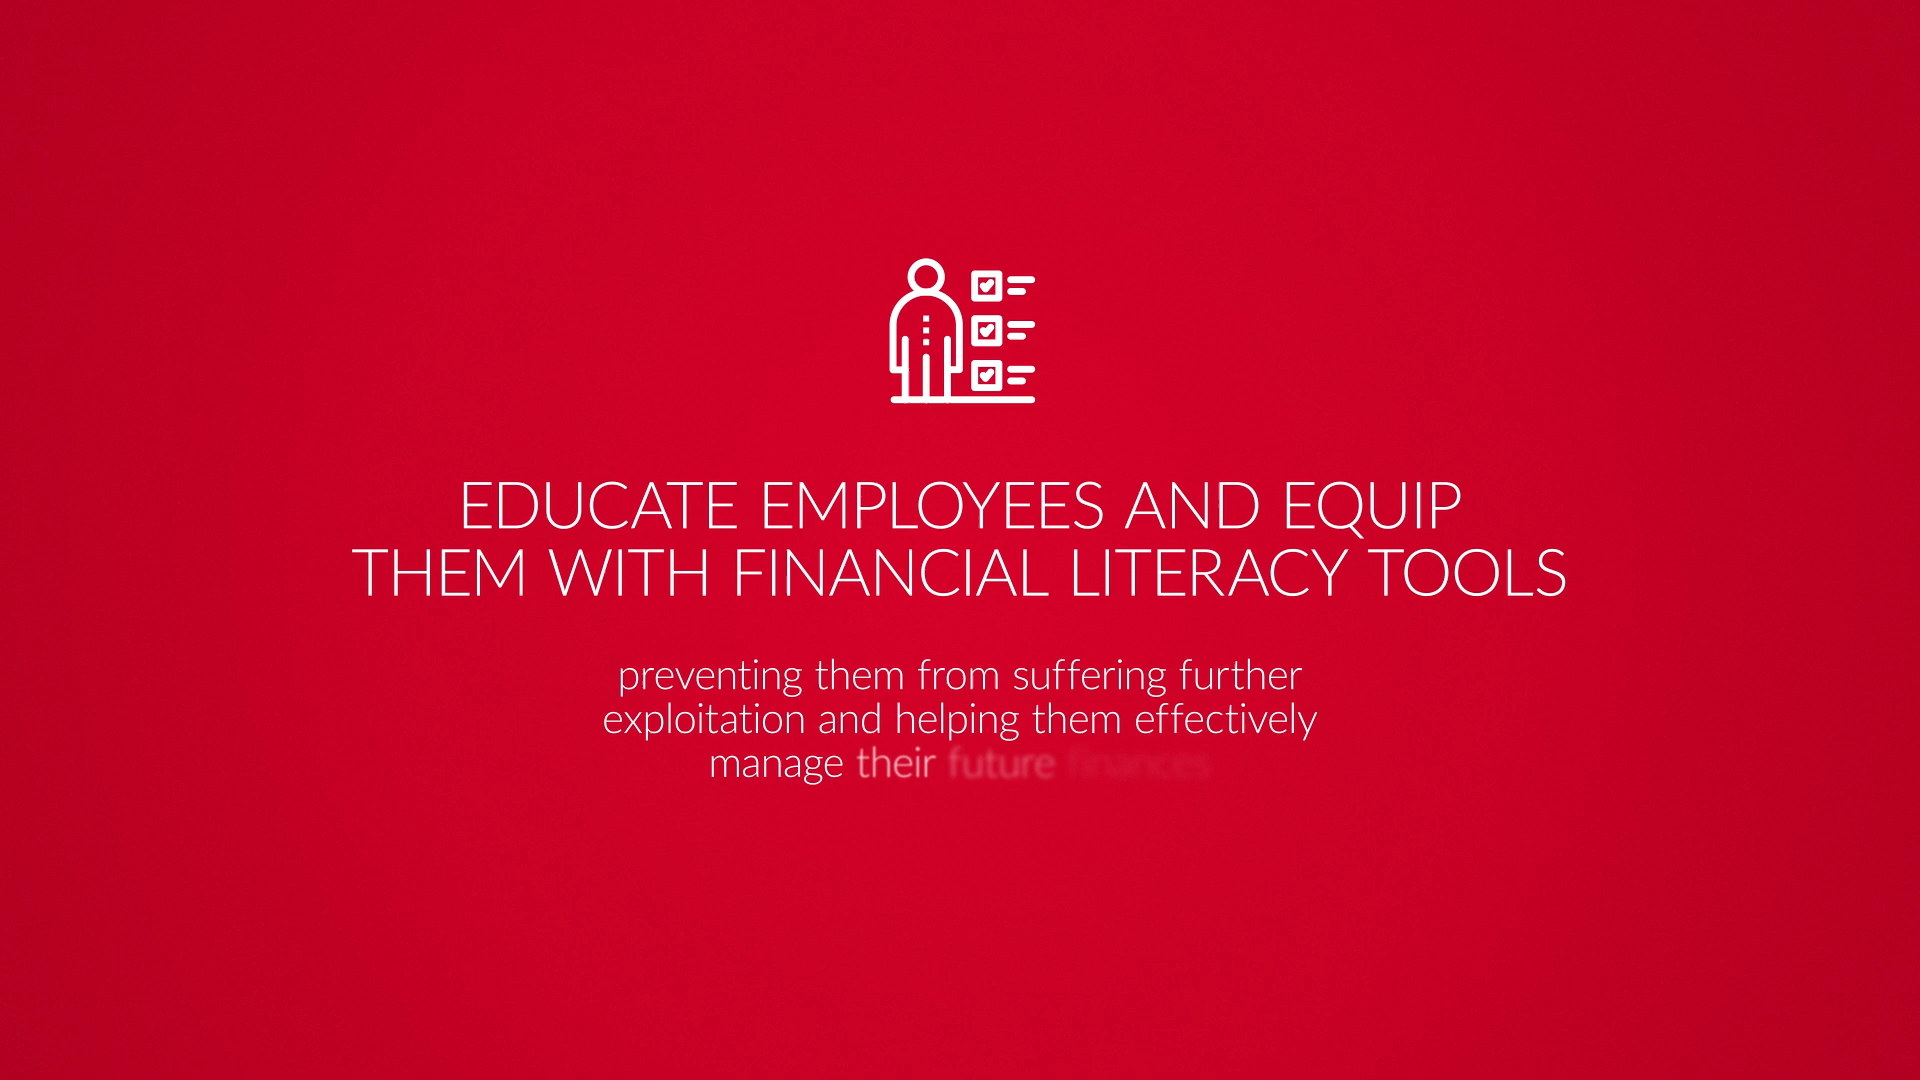 EDUCATE EMPLOYEES AND EQUIP
THEM WITH FINANCIAL LITERACY TOOLS
preventing them from suffering further
exploitation and helping them effectively
manage their future finances